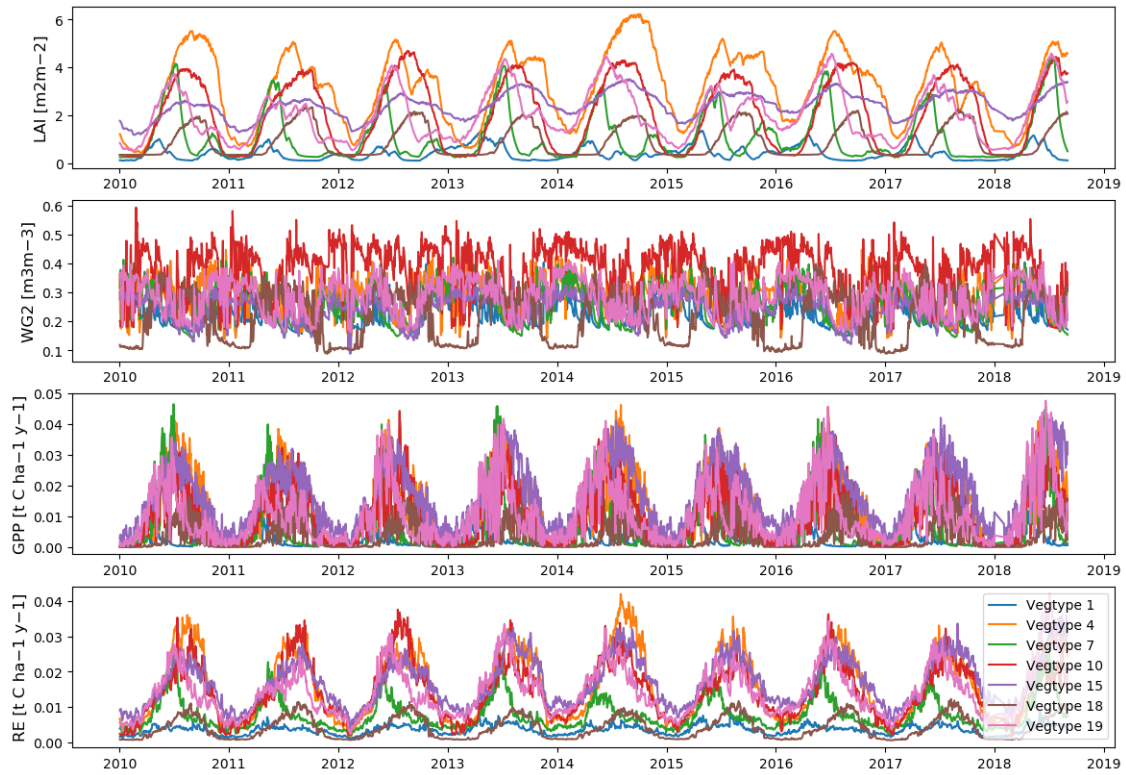 6
4
2
0
LAI [m2m−2]
2010 2011 2012 2013 2014 2015 2016 2017 2018 2019
0.6
0.5
0.4
0.3
0.2
0.1
WG2 [m3m−3]
2010 2011 2012 2013 2014 2015 2016 2017 2018 2019
0.05
0.04
0.03
0.02
0.01
0.00
GPP [t C ha−1 y−1]
2010 2011 2012 2013 2014 2015 2016 2017 2018 2019
0.04
0.03
0.02
0.01
0.00
RE [t C ha−1 y−1]
Vegtype 1
Vegtype 4
Vegtype 7
Vegtype 10
Vegtype 15
Vegtype 18
Vegtype 19
2010 2011 2012 2013 2014 2015 2016 2017 2018 2019